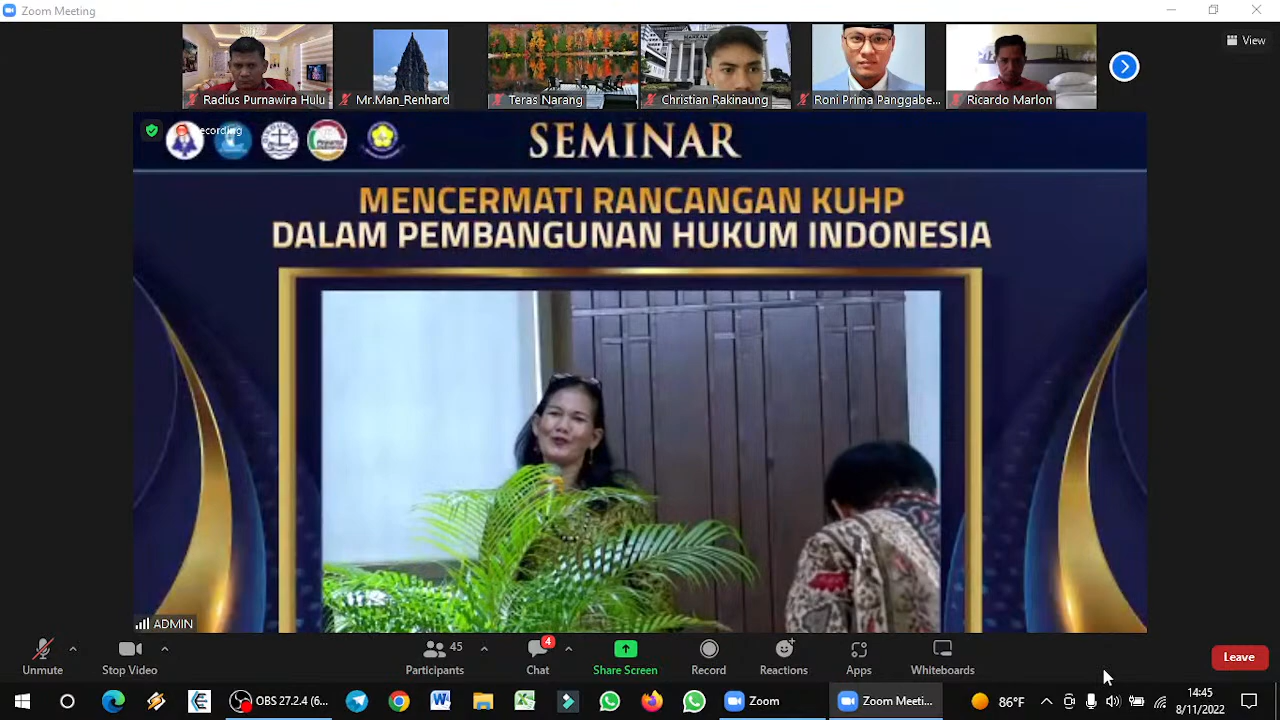 Zoom Meeting
View
Radius Purnawira Hulu
Mr.Man_Renhard
Teras Narang
Christian Rakinaung
Roni Prima Panggabe...
Ricardo Marlon
Recording
SEMINAR
MENCERMATI RANCANGAN KUHP
DALAM PEMBANGUNAN HUKUM INDONESIA
ADMIN
Unmute
Stop Video
Participants
45
Chat
4
Share Screen
Record
Reactions
Apps
Whiteboards
Leave
OBS 27.2.4 (6...
Zoom
Zoom Meeti...
86°F
14:45
8/11/2022